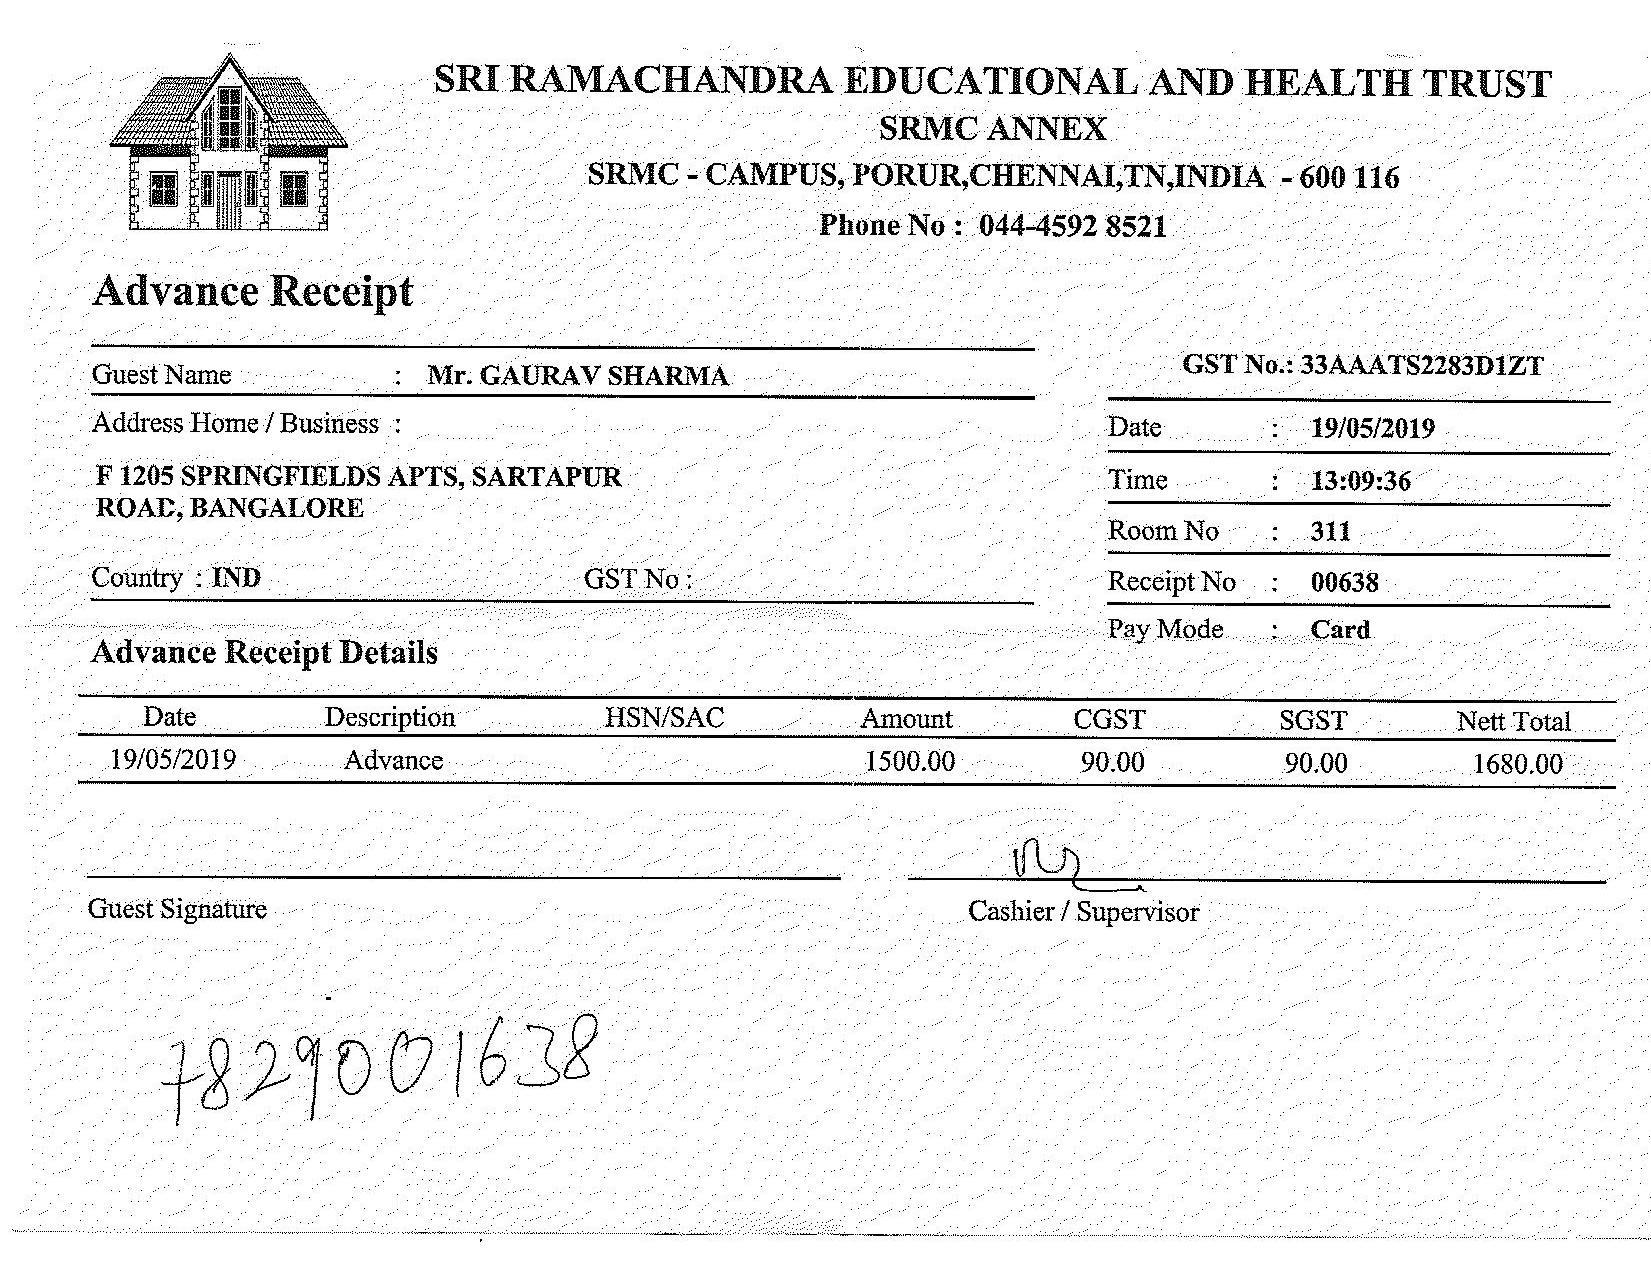 SRI RAMACHANDRA EDUCATIONAL AND HEALTH TRUST
SRMC ANNEX
SRMC - CAMPUS, PORUR,CHENNAI,TN,INDIA - 600 116
Phone No : 044-4592 8521
Advance Receipt
Guest Name : Mr. GAURAV SHARMA
GST No.: 33AAATS2283D1ZT
Address Home / Business :
Date : 19/05/2019
F 1205 SPRINGFIELDS APTS, SARTAPUR
Time : 13:09:36
ROAD, BANGALORE
Room No : 311
Country : IND GST No :
Receipt No : 00638
Pay Mode : Card
Advance Receipt Details
Date Description HSN/SAC Amount CGST SGST Nett Total
19/05/2019 Advance 1500.00 90.00 90.00 1680.00
Guest Signature Cashier / Supervisor
7829001638